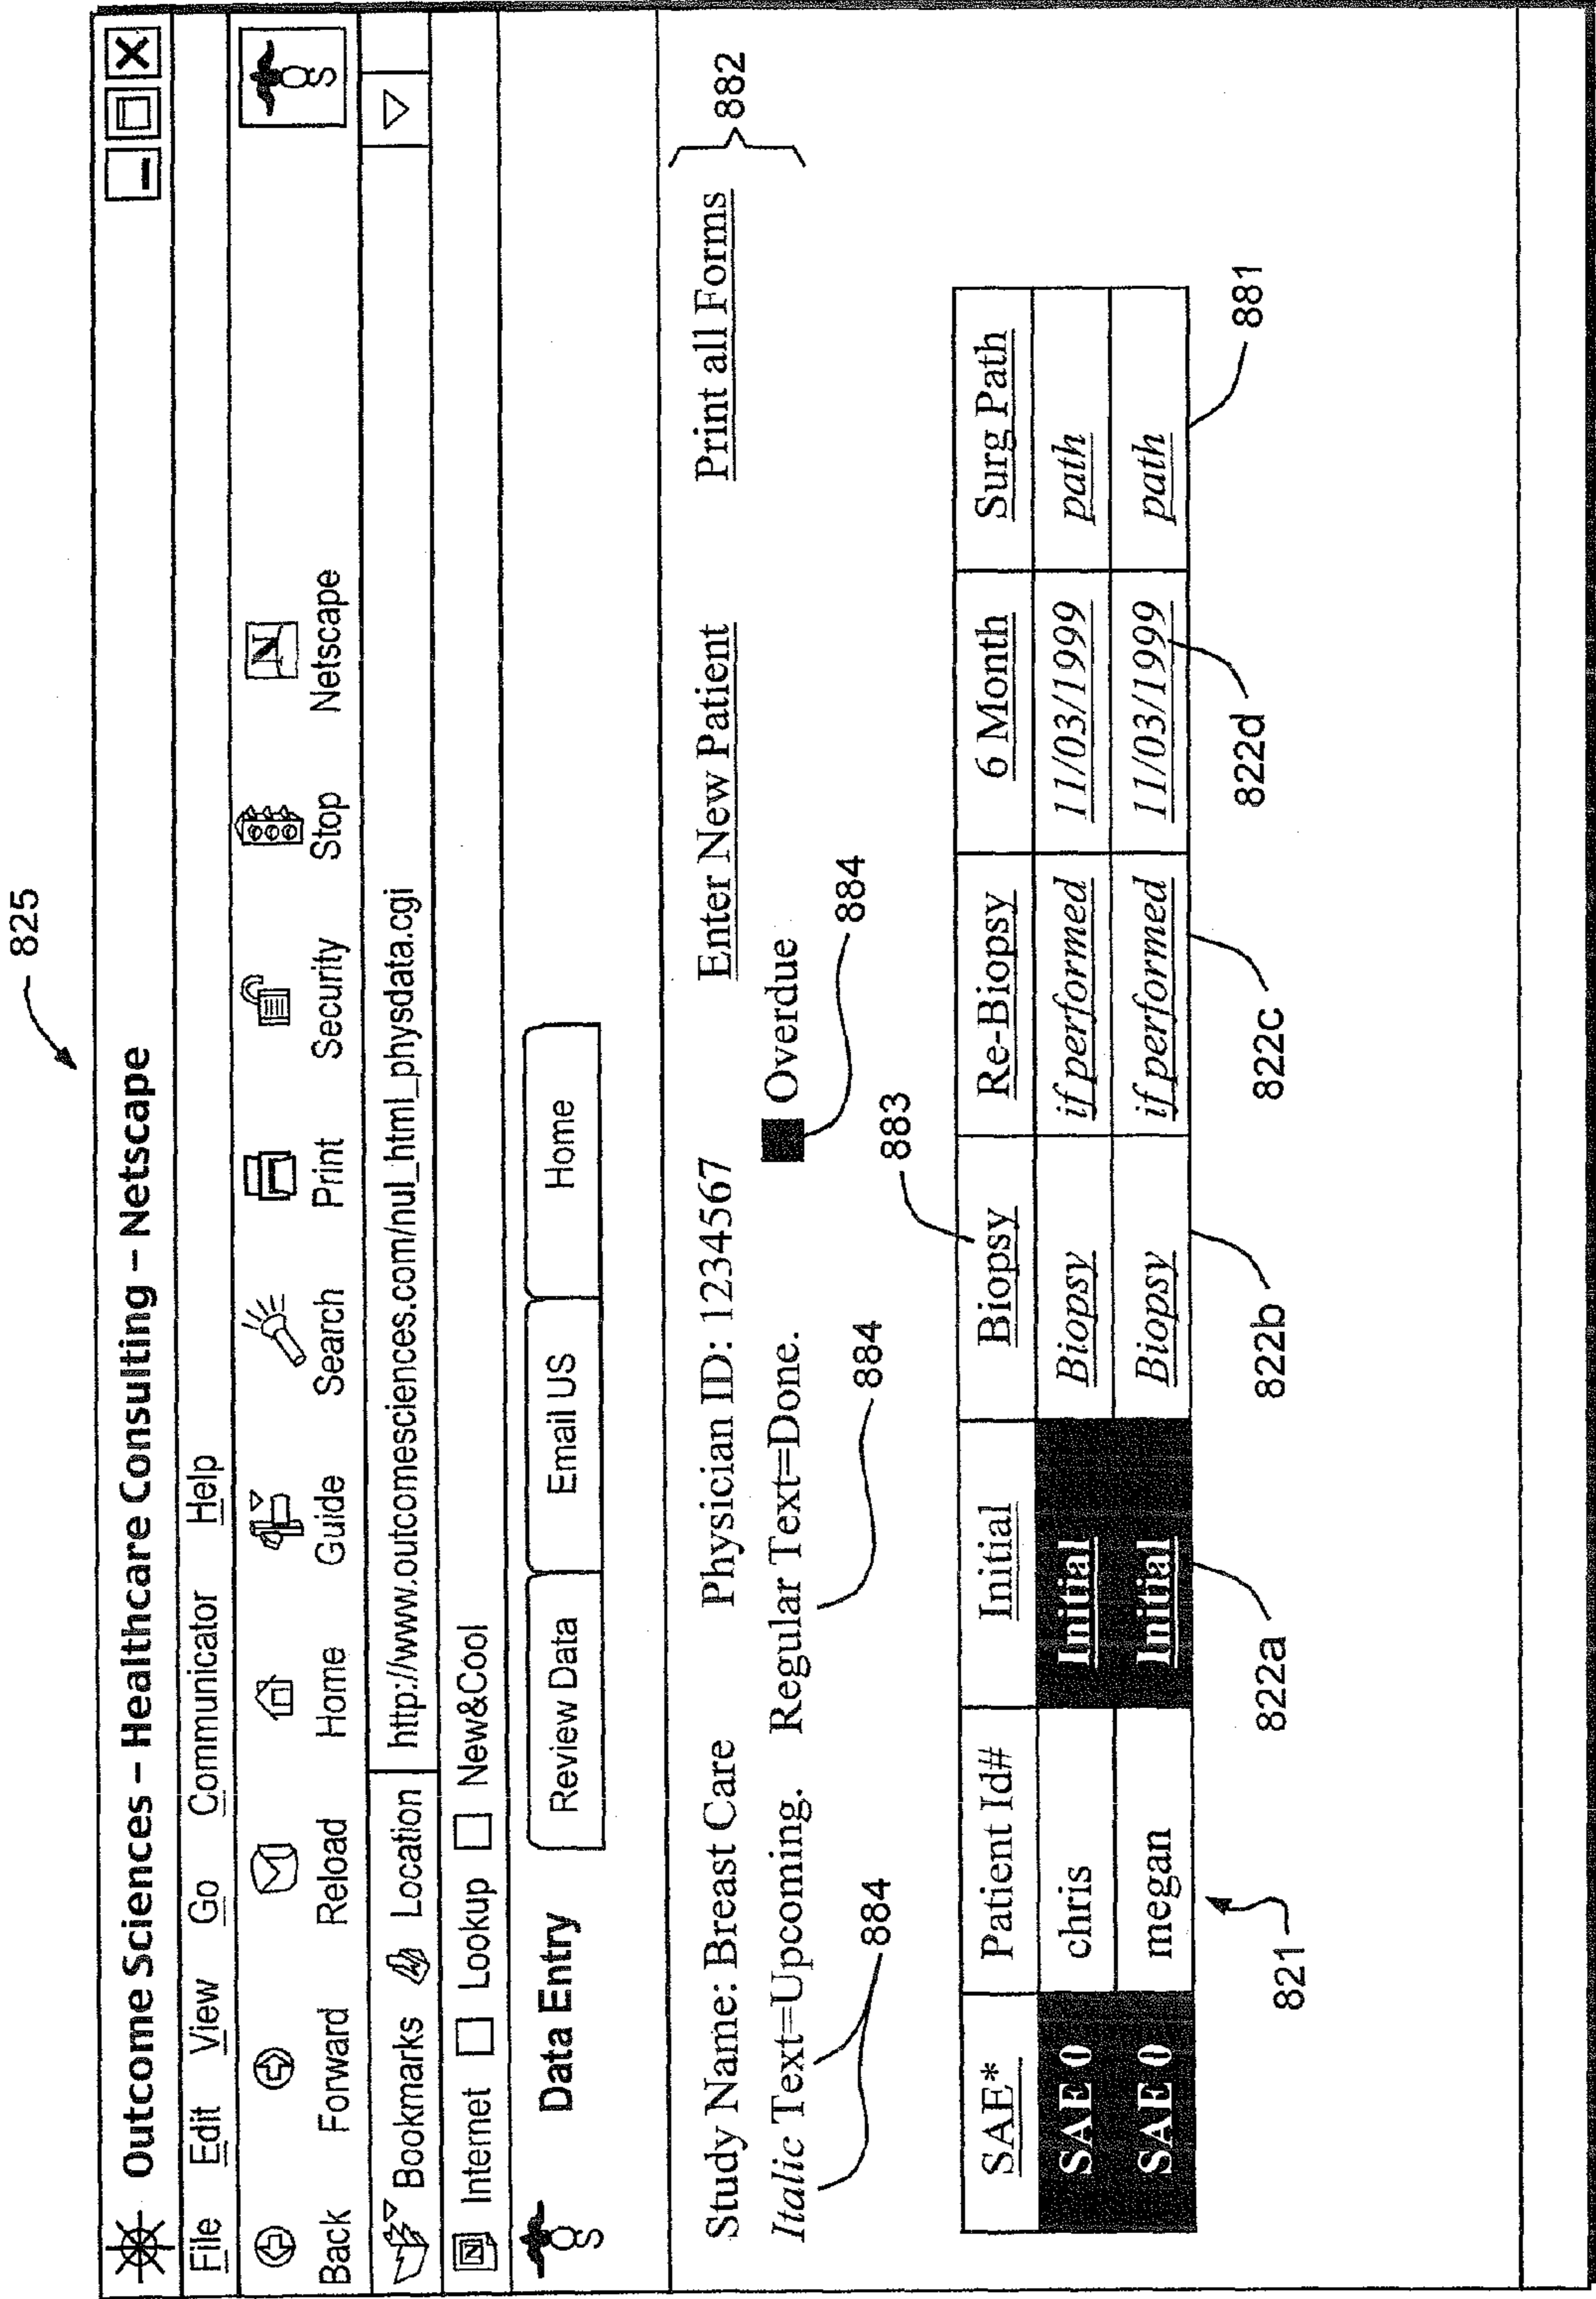 825
Outcome Sciences – Healthcare Consulting – Netscape
File Edit View Go Communicator Help
Back Forward Reload Home Guide Search Print Security Stop Netscape
Bookmarks Location http://www.outcomesciences.com/nul_html_physdata.cgi
Internet Lookup New&Cool
Data Entry Review Data Email US Home
Study Name: Breast Care Physician ID: 1234567 Enter New Patient Print all Forms 882
Italic Text=Upcoming. Regular Text=Done. Overdue
884 884 884
883
SAE* Patient Id# Initial Biopsy Re-Biopsy 6 Month Surg Path
SAE 0 chris Initial Biopsy if performed 11/03/1999 path
SAE 0 megan Initial Biopsy if performed 11/03/1999 path
821 822a 822b 822c 822d 881